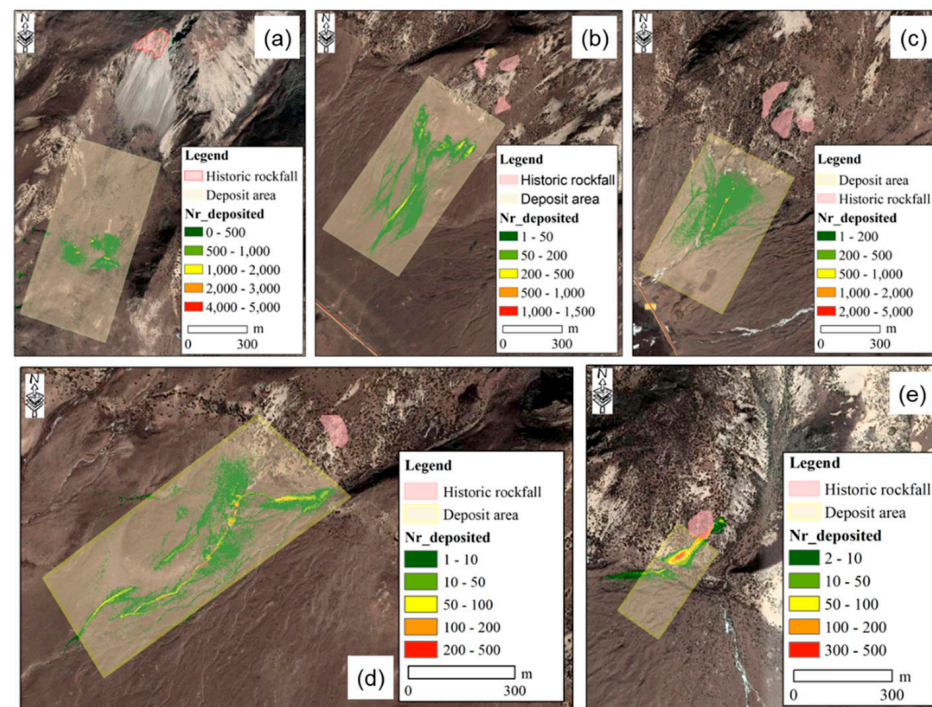 N
(a)
Legend
Historic rockfall
Deposit area
Nr_deposited
0 - 500
500 - 1,000
1,000 - 2,000
2,000 - 3,000
4,000 - 5,000
m
0 300
N
(b)
Legend
Historic rockfall
Deposit area
Nr_deposited
1 - 50
50 - 200
200 - 500
500 - 1,000
1,000 - 1,500
m
0 300
N
(c)
Legend
Deposit area
Historic rockfall
Nr_deposited
1 - 200
200 - 500
500 - 1,000
1,000 - 2,000
2,000 - 5,000
m
0 300
N
(d)
Legend
Historic rockfall
Deposit area
Nr_deposited
1 - 10
10 - 50
50 - 100
100 - 200
200 - 500
m
0 300
N
(e)
Legend
Historic rockfall
Deposit area
Nr_deposited
2 - 10
10 - 50
50 - 100
100 - 200
300 - 500
m
0 300